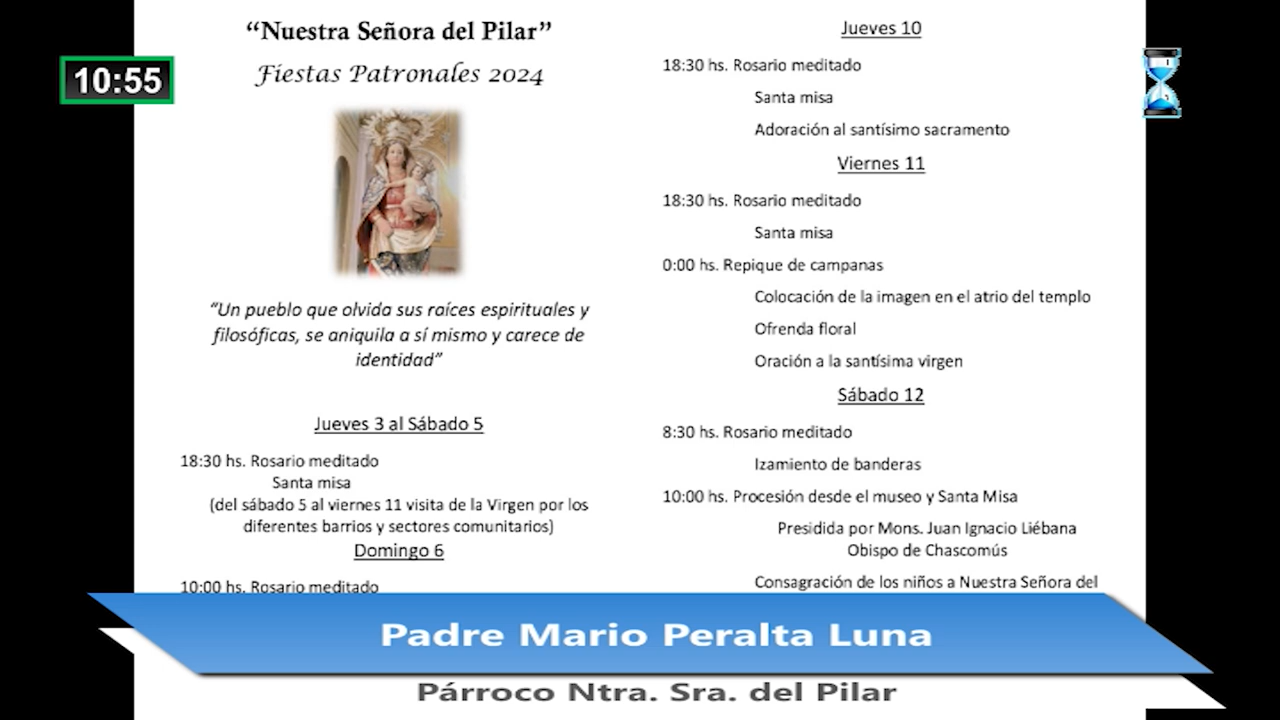 10:55
“Nuestra Señora del Pilar”
Fiestas Patronales 2024
“Un pueblo que olvida sus raíces espirituales y
filosóficas, se aniquila a sí mismo y carece de
identidad”
Jueves 3 al Sábado 5
18:30 hs. Rosario meditado
Santa misa
(del sábado 5 al viernes 11 visita de la Virgen por los
diferentes barrios y sectores comunitarios)
Domingo 6
10:00 hs. Rosario meditado
Jueves 10
18:30 hs. Rosario meditado
Santa misa
Adoración al santísimo sacramento
Viernes 11
18:30 hs. Rosario meditado
Santa misa
0:00 hs. Repique de campanas
Colocación de la imagen en el atrio del templo
Ofrenda floral
Oración a la santísima virgen
Sábado 12
8:30 hs. Rosario meditado
Izamiento de banderas
10:00 hs. Procesión desde el museo y Santa Misa
Presidida por Mons. Juan Ignacio Liébana
Obispo de Chascomús
Consagración de los niños a Nuestra Señora del
Padre Mario Peralta Luna
Párroco Ntra. Sra. del Pilar